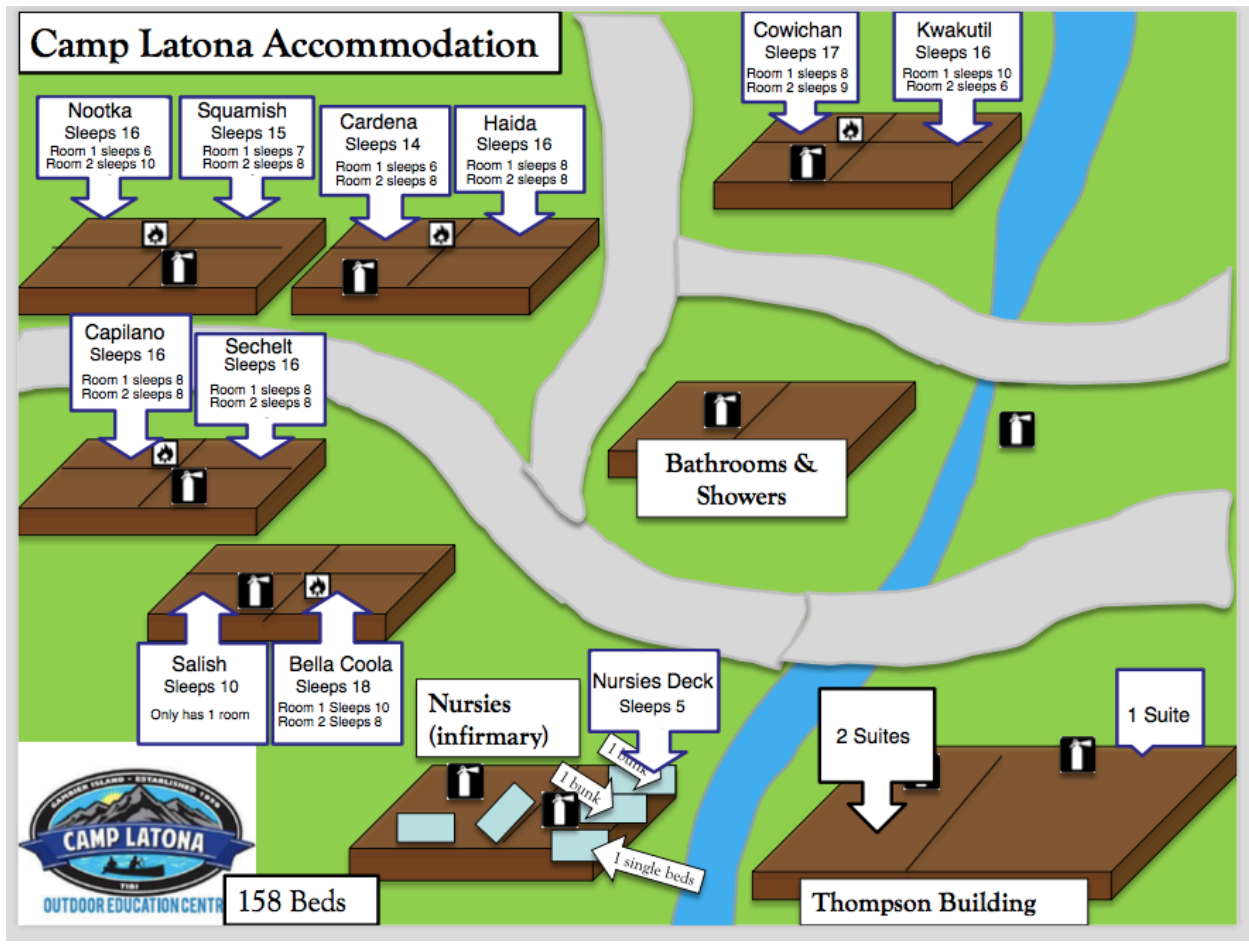 Camp Latona Accommodation
Cowichan
Sleeps 17
Room 1 sleeps 8
Room 2 sleeps 9
Kwakutil
Sleeps 16
Room 1 sleeps 10
Room 2 sleeps 6
Nootka
Sleeps 16
Room 1 sleeps 6
Room 2 sleeps 10
Squamish
Sleeps 15
Room 1 sleeps 7
Room 2 sleeps 8
Cardena
Sleeps 14
Room 1 sleeps 6
Room 2 sleeps 8
Haida
Sleeps 16
Room 1 sleeps 8
Room 2 sleeps 8
Capilano
Sleeps 16
Room 1 sleeps 8
Room 2 sleeps 8
Sechelt
Sleeps 16
Room 1 sleeps 8
Room 2 sleeps 8
Bathrooms &
Showers
Salish
Sleeps 10
Only has 1 room
Bella Coola
Sleeps 18
Room 1 Sleeps 10
Room 2 Sleeps 8
Nursies
(infirmary)
Nursies Deck
Sleeps 5
1 bunk
1 bunk
1 single beds
2 Suites
1 Suite
Thompson Building
GAMBIER ISLAND - ESTABLISHED 1959
CAMP LATONA
OUTDOOR EDUCATION CENTR
158 Beds